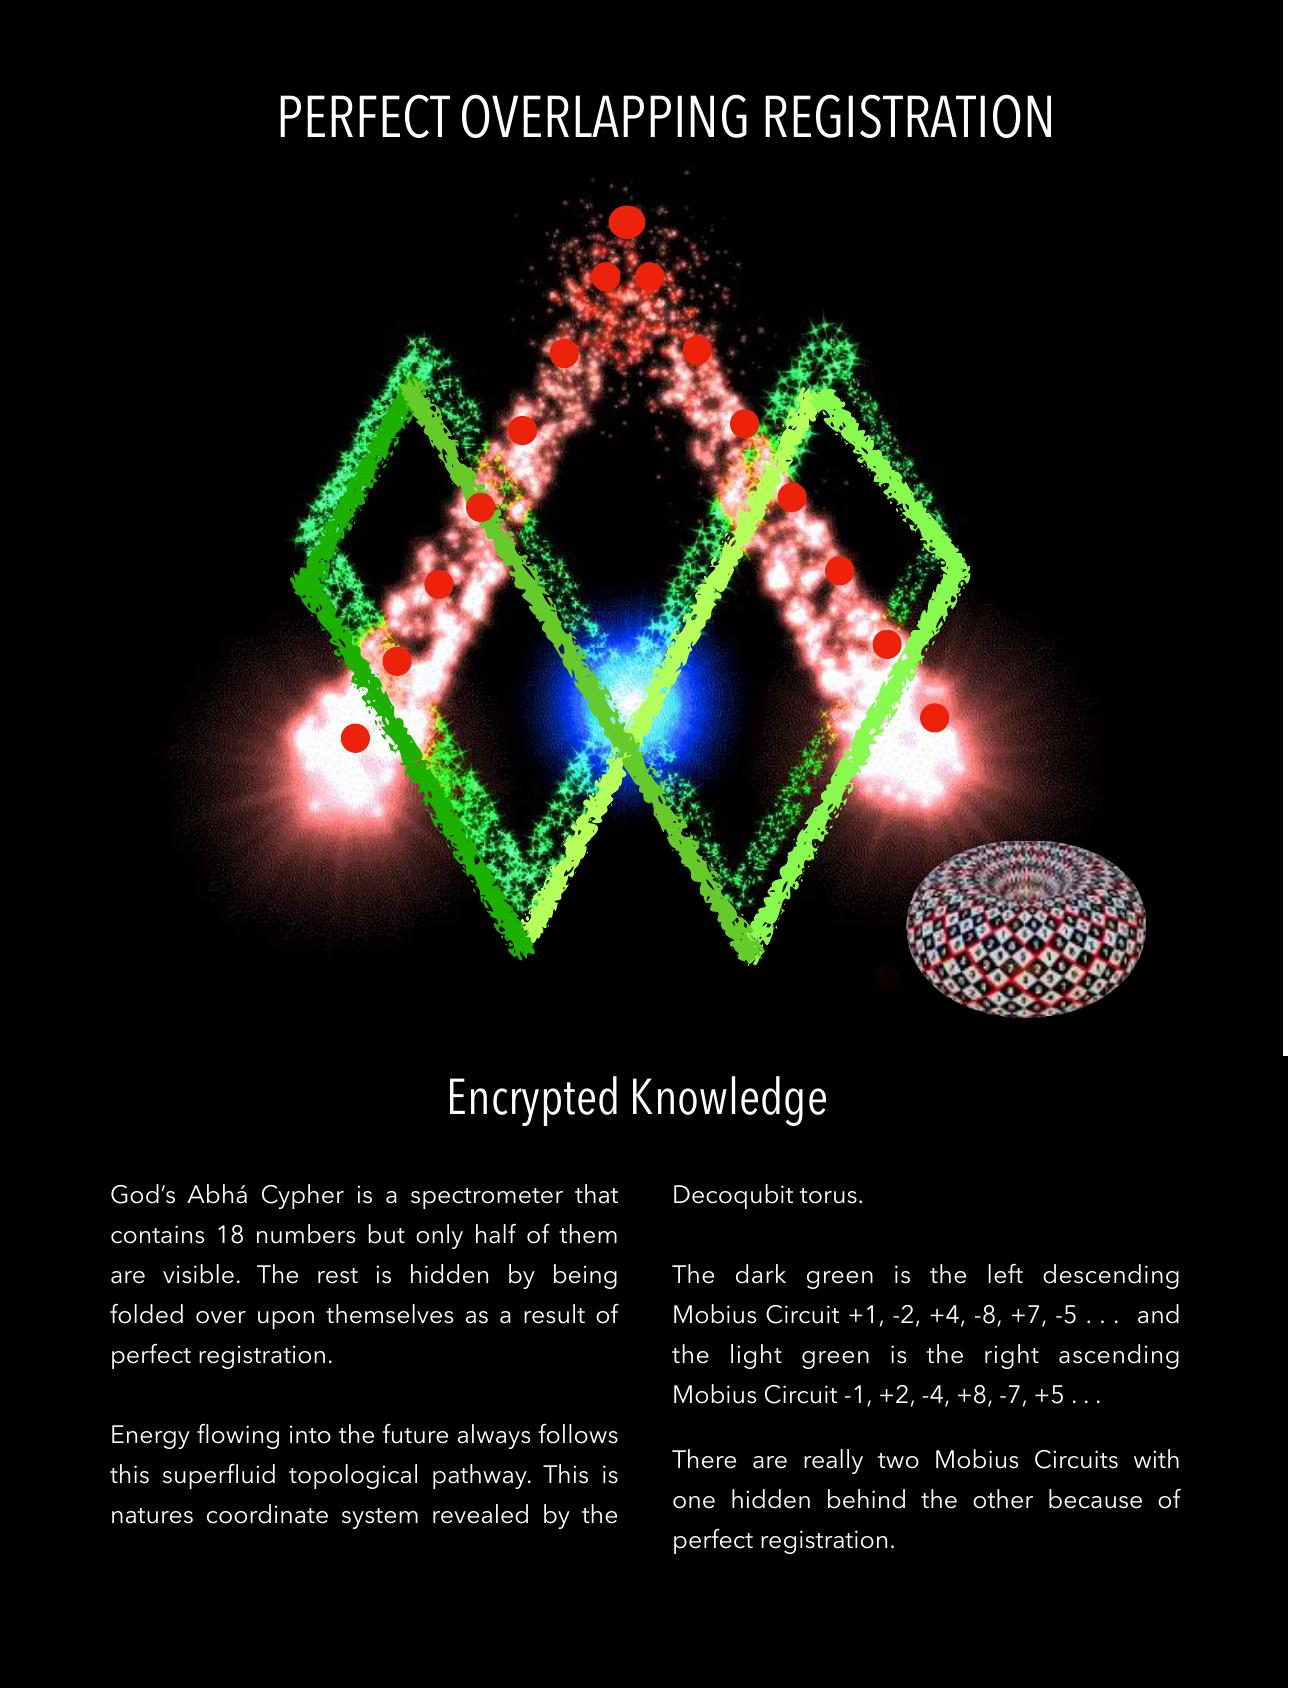 PERFECT OVERLAPPING REGISTRATION
Encrypted Knowledge
God’s Abhá Cypher is a spectrometer that
contains 18 numbers but only half of them
are visible. The rest is hidden by being
folded over upon themselves as a result of
perfect registration.
Energy flowing into the future always follows
this superfluid topological pathway. This is
natures coordinate system revealed by the
Decoqubit torus.
The dark green is the left descending
Mobius Circuit +1, -2, +4, -8, +7, -5 . . . and
the light green is the right ascending
Mobius Circuit -1, +2, -4, +8, -7, +5 . . .
There are really two Mobius Circuits with
one hidden behind the other because of
perfect registration.